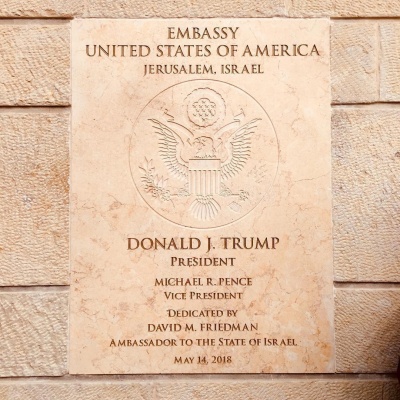 EMBASSY
UNITED STATES OF AMERICA
JERUSALEM, ISRAEL
DONALD J. TRUMP
PRESIDENT
MICHAEL R. PENCE
VICE PRESIDENT
DEDICATED BY
DAVID M. FRIEDMAN
AMBASSADOR TO THE STATE OF ISRAEL
MAY 14, 2018